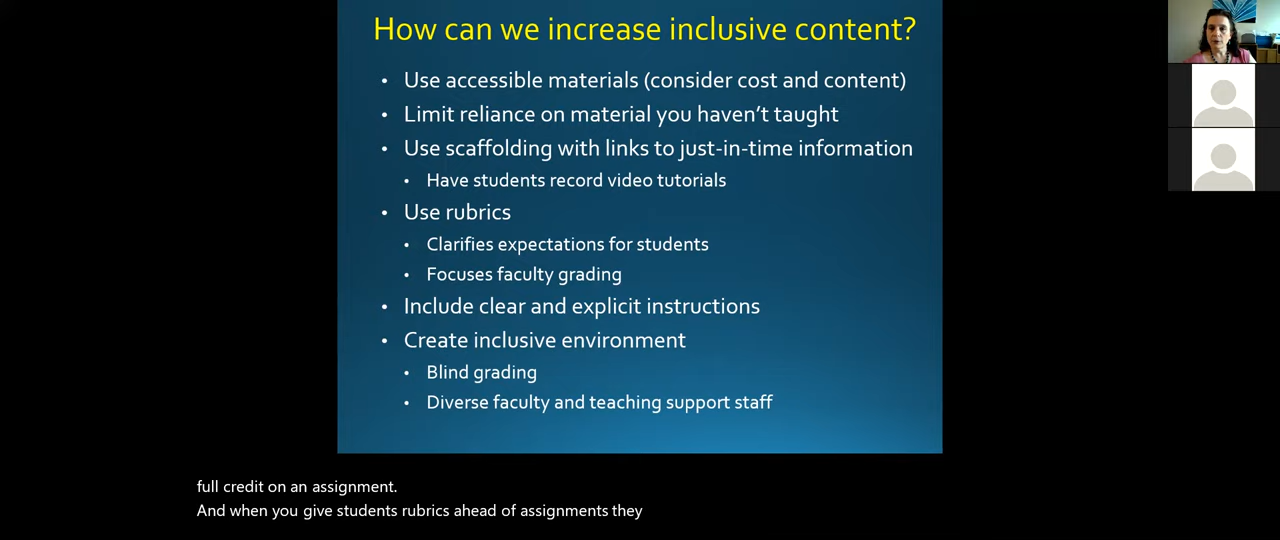 How can we increase inclusive content?
• Use accessible materials (consider cost and content)
• Limit reliance on material you haven't taught
• Use scaffolding with links to just-in-time information
• Have students record video tutorials
• Use rubrics
• Clarifies expectations for students
• Focuses faculty grading
• Include clear and explicit instructions
• Create inclusive environment
• Blind grading
• Diverse faculty and teaching support staff
full credit on an assignment.
And when you give students rubrics ahead of assignments they